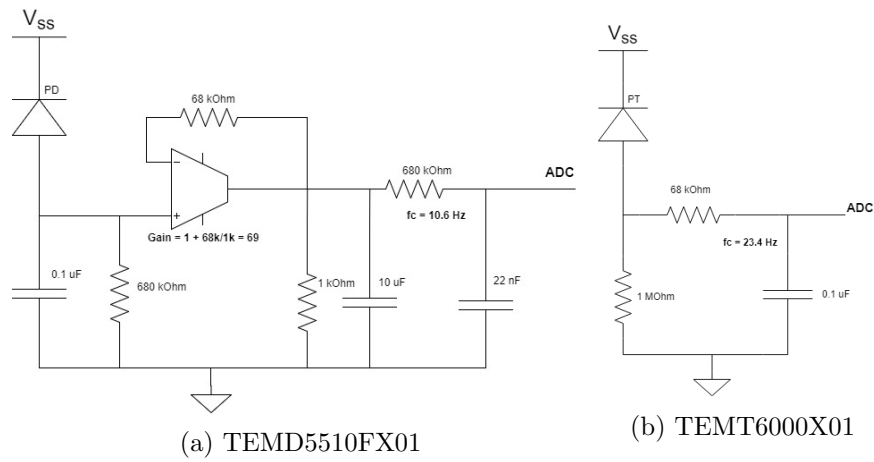 V_SS
PD
68 kOhm
−
+
Gain = 1 + 68k/1k = 69
680 kOhm
fc = 10.6 Hz
ADC
0.1 uF
680 kOhm
1 kOhm
10 uF
22 nF
(a) TEMD5510FX01
V_SS
PT
68 kOhm
ADC
fc = 23.4 Hz
1 MOhm
0.1 uF
(b) TEMT6000X01